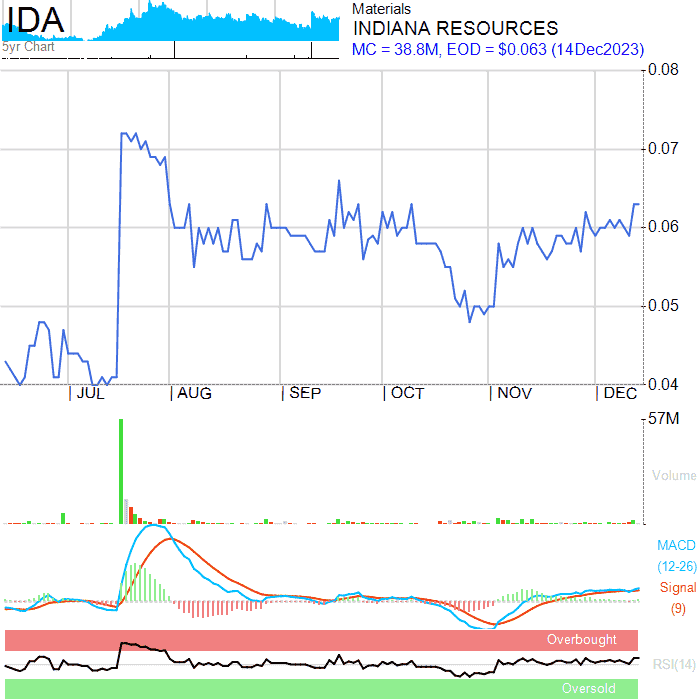 IDA
5yr Chart
Materials
INDIANA RESOURCES
MC = 38.8M, EOD = $0.063 (14Dec2023)
0.08
0.07
0.06
0.05
0.04
JUL
AUG
SEP
OCT
NOV
DEC
57M
Volume
MACD
(12-26)
Signal
(9)
Overbought
RSI(14)
Oversold